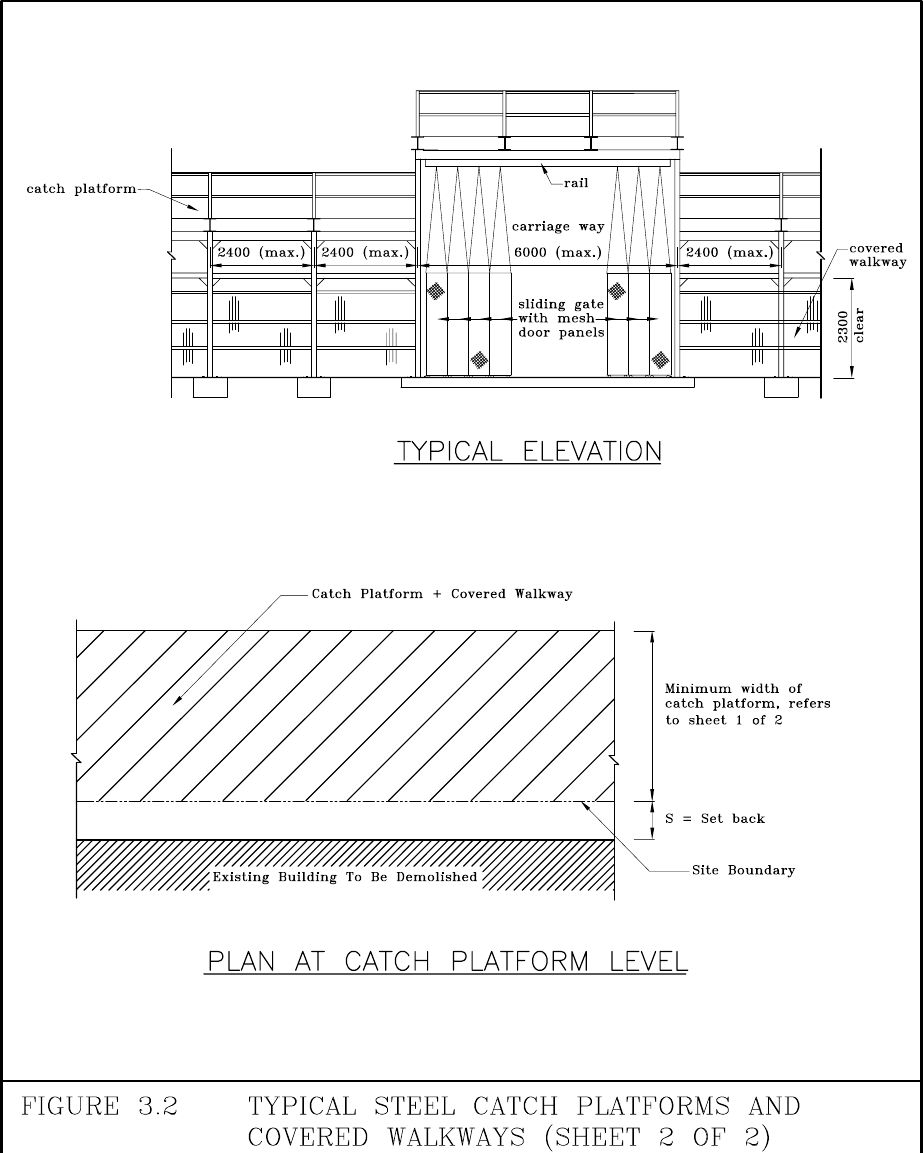 catch platform
rail
carriage way
2400 (max.)
2400 (max.)
6000 (max.)
2400 (max.)
covered
walkway
sliding gate
with mesh
door panels
2300
clear
TYPICAL ELEVATION
Catch Platform + Covered Walkway
Minimum width of
catch platform, refers
to sheet 1 of 2
S = Set back
Site Boundary
Existing Building To Be Demolished
PLAN AT CATCH PLATFORM LEVEL
FIGURE 3.2 TYPICAL STEEL CATCH PLATFORMS AND
COVERED WALKWAYS (SHEET 2 OF 2)